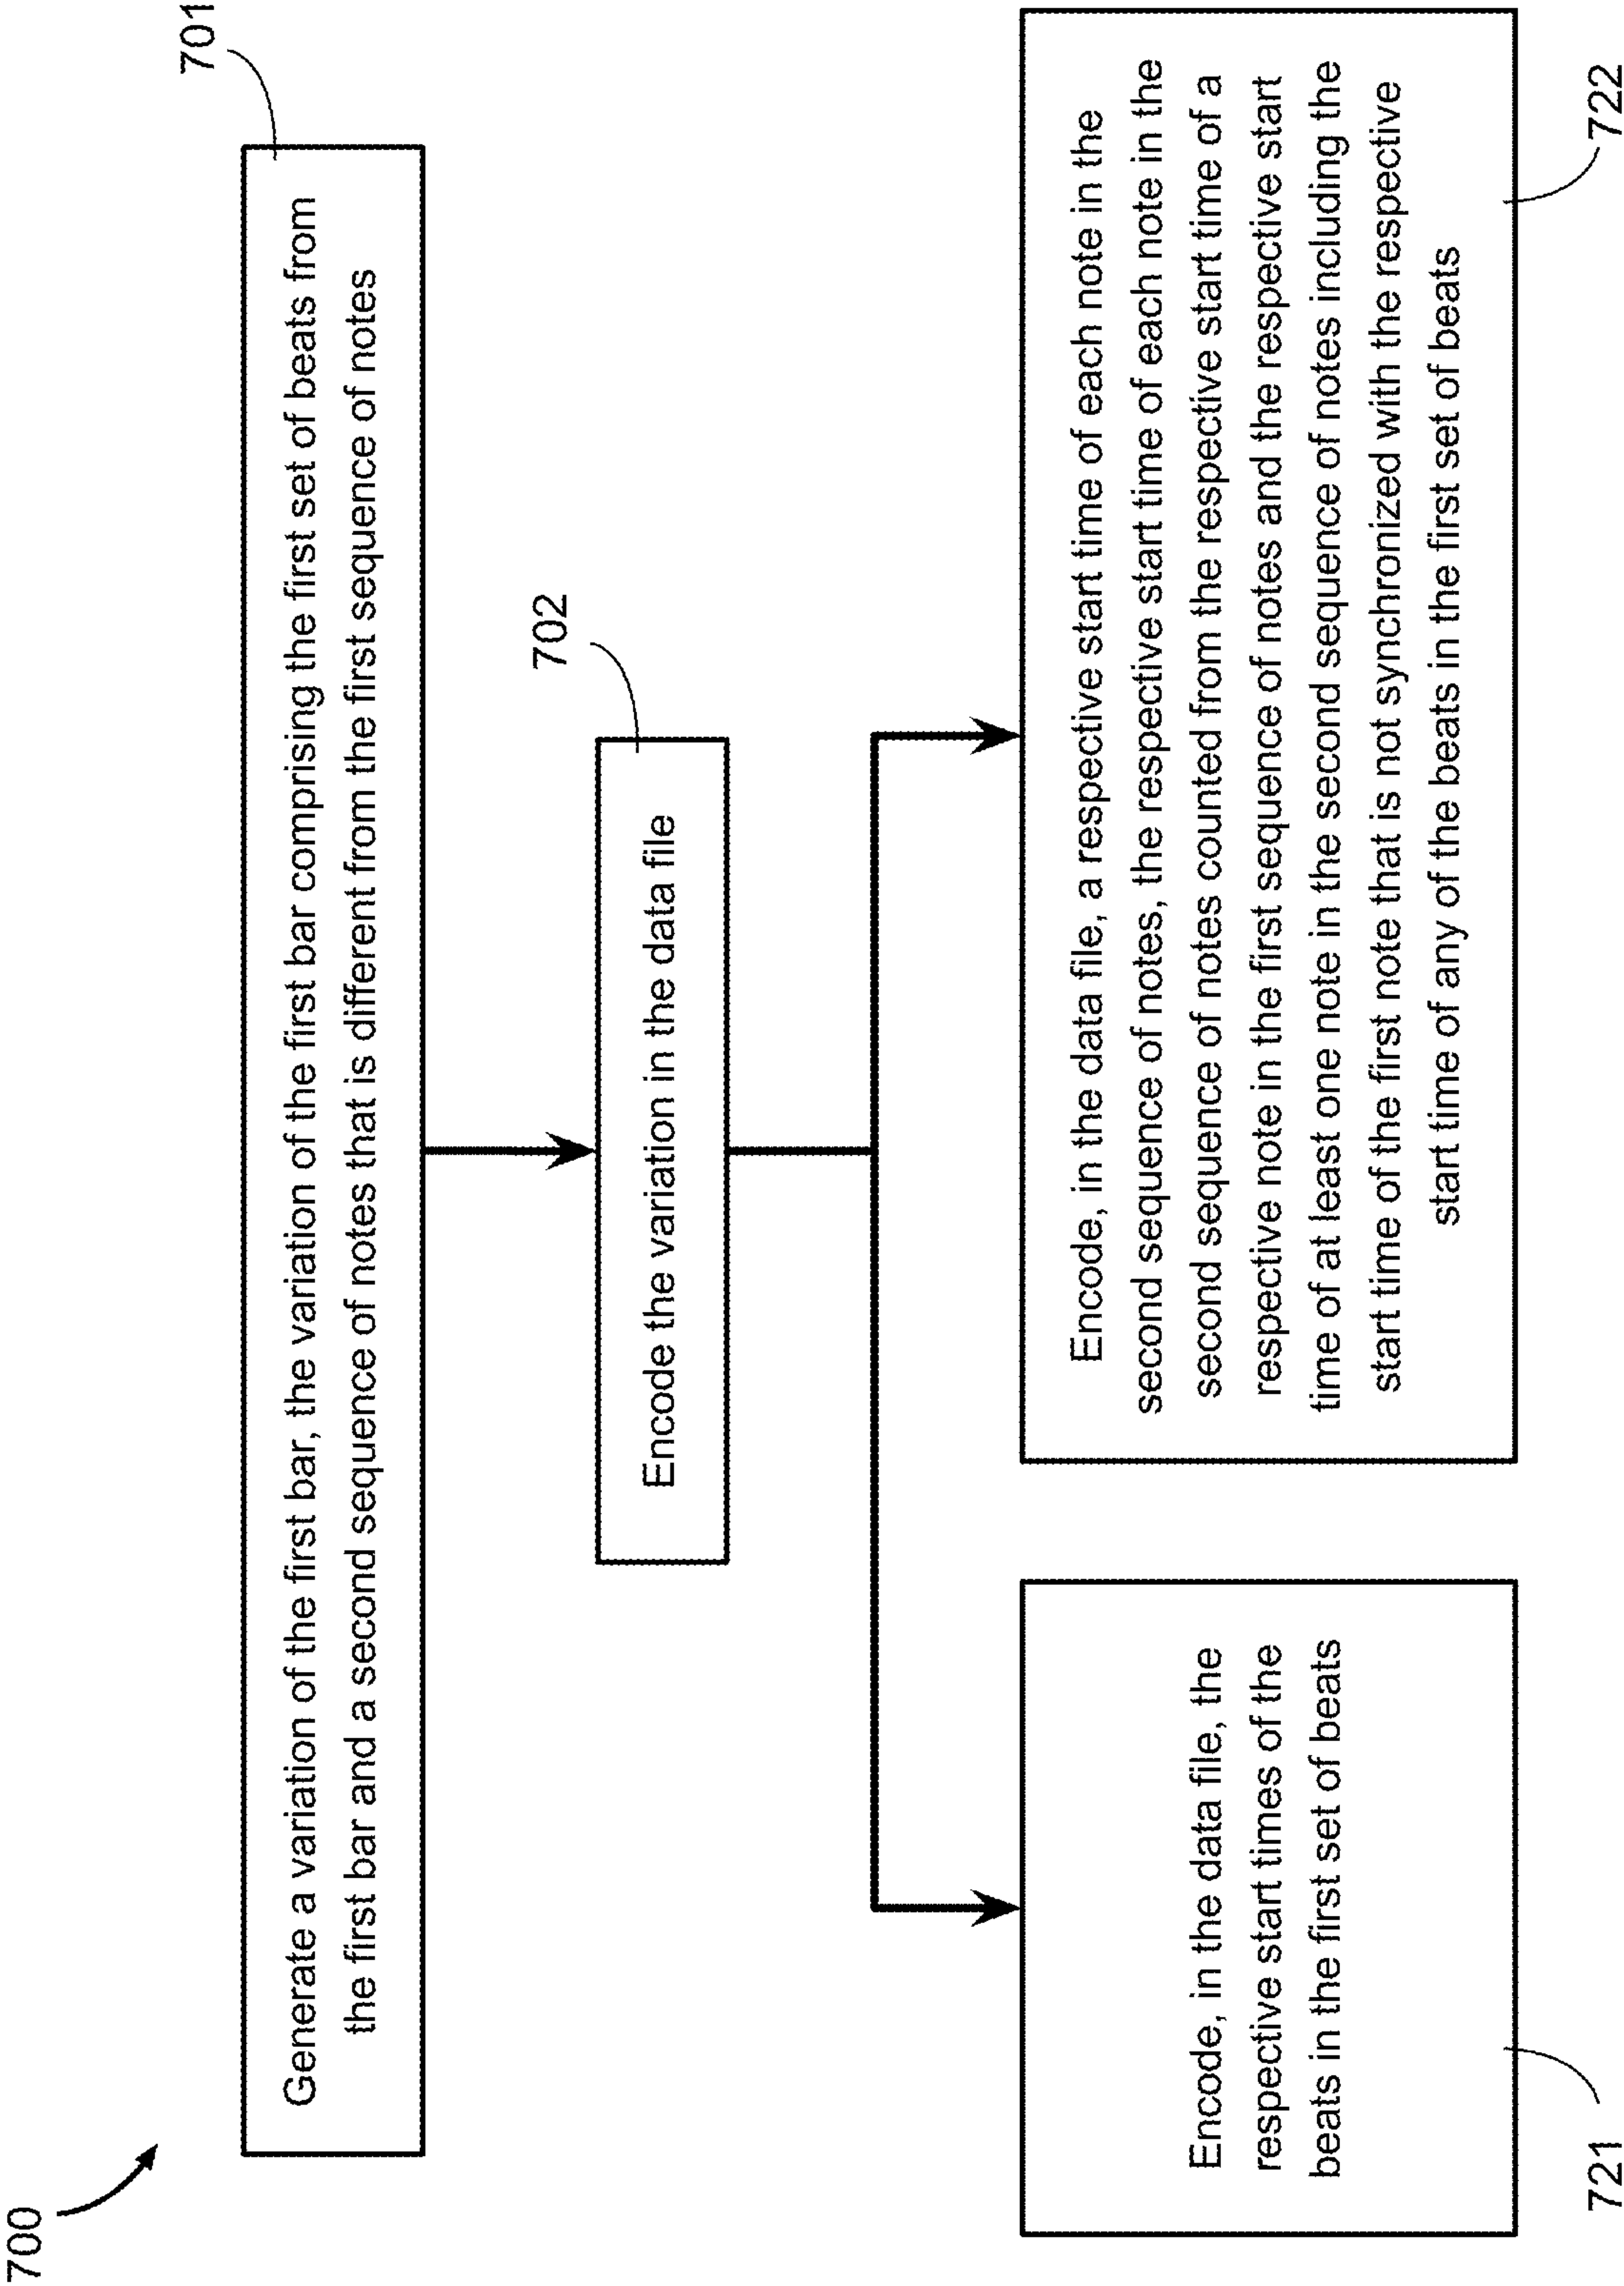 700
701
Generate a variation of the first bar, the variation of the first bar comprising the first set of beats from
the first bar and a second sequence of notes that is different from the first sequence of notes
702
Encode the variation in the data file
Encode, in the data file, the
respective start times of the
beats in the first set of beats
721
Encode, in the data file, a respective start time of each note in the
second sequence of notes, the respective start time of each note in the
second sequence of notes counted from the respective start time of a
respective note in the first sequence of notes and the respective start
time of at least one note in the second sequence of notes including the
start time of the first note that is not synchronized with the respective
start time of any of the beats in the first set of beats
722